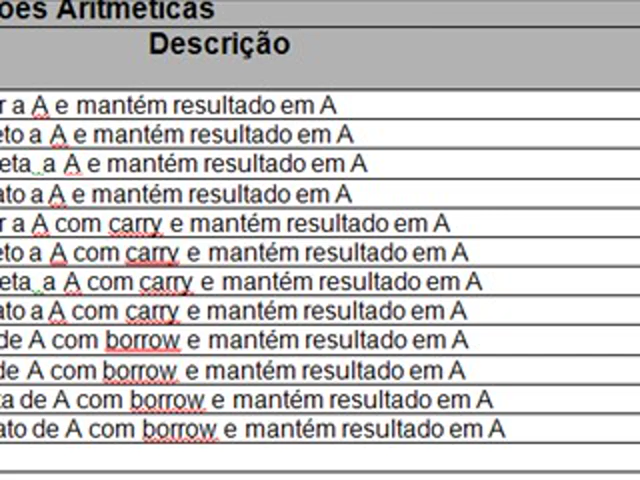 ões Aritméticas
Descrição
r a A e mantém resultado em A
eto a A e mantém resultado em A
eta a A e mantém resultado em A
ato a A e mantém resultado em A
r a A com carry e mantém resultado em A
eto a A com carry e mantém resultado em A
eta a A com carry e mantém resultado em A
ato a A com carry e mantém resultado em A
de A com borrow e mantém resultado em A
de A com borrow e mantém resultado em A
ta de A com borrow e mantém resultado em A
ato de A com borrow e mantém resultado em A